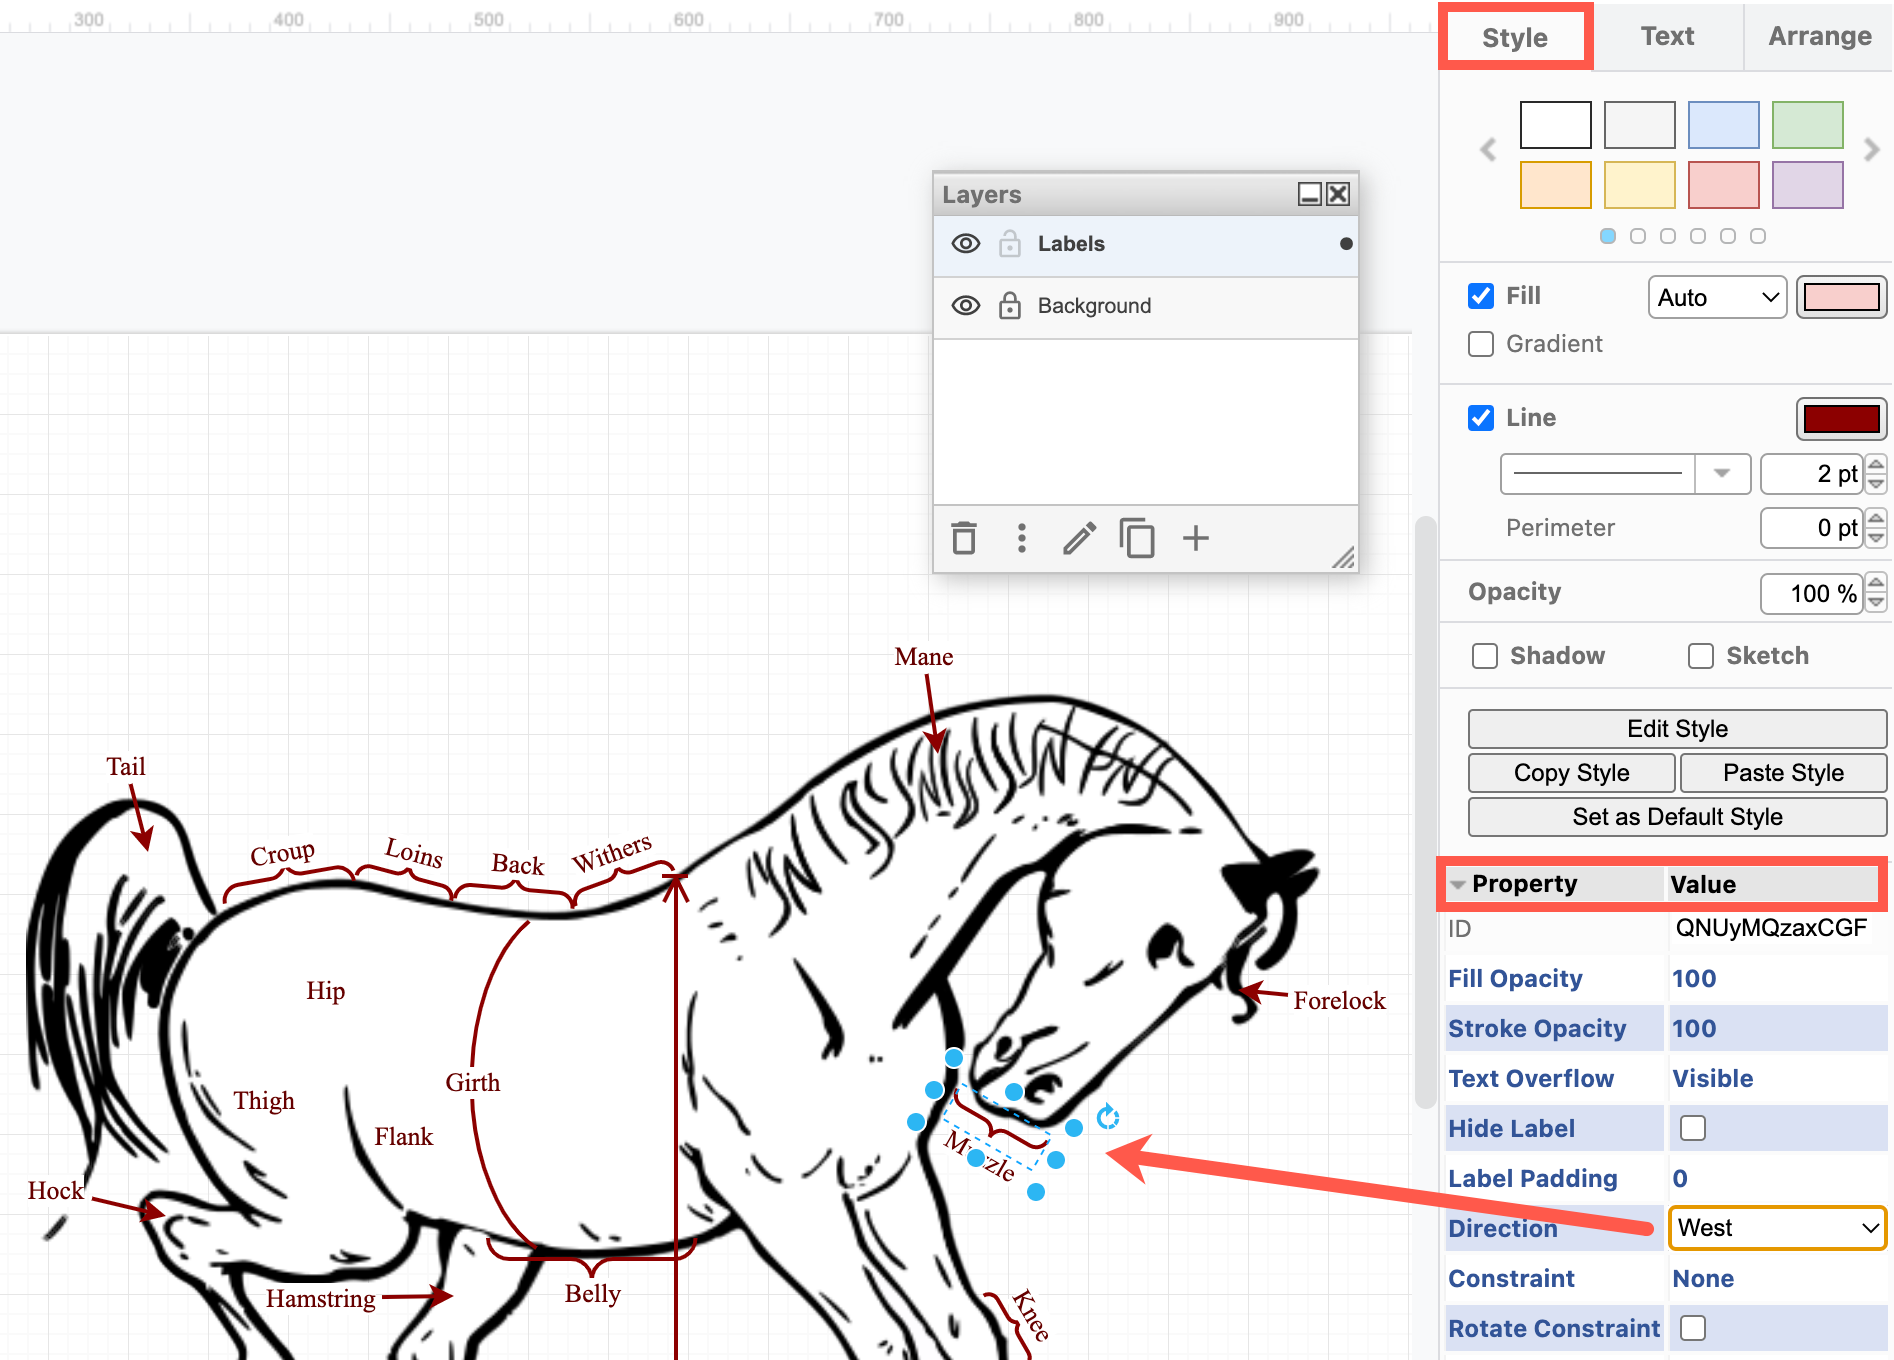 300 400 500 600 700 800 900
Style Text Arrange
Layers
Labels
Background
Fill Auto
Gradient
Line
2 pt
Perimeter 0 pt
Opacity 100 %
Shadow Sketch
Edit Style
Copy Style Paste Style
Set as Default Style
Property Value
ID QNUyMQzaxCGF
Fill Opacity 100
Stroke Opacity 100
Text Overflow Visible
Hide Label
Label Padding 0
Direction West
Constraint None
Rotate Constraint
Mane
Tail
Croup
Loins
Back
Withers
Hip
Forelock
Girth
Thigh
Flank
Muzzle
Hock
Hamstring
Belly
Knee